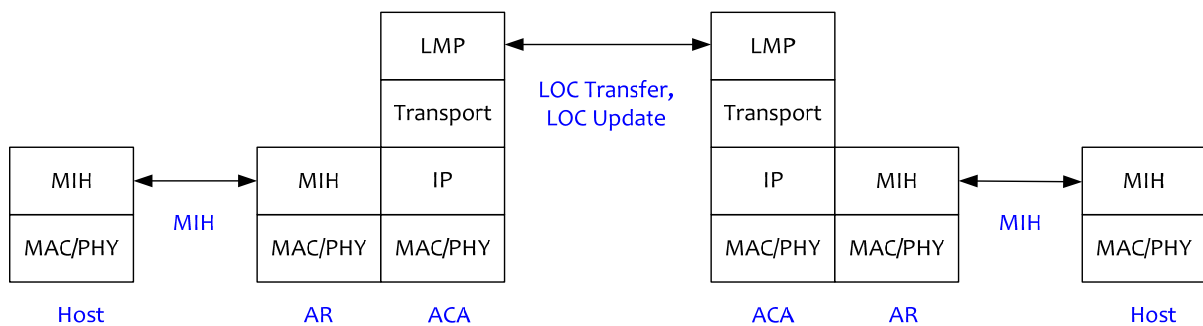 LMP
LMP
LOC Transfer,
LOC Update
Transport
Transport
MIH
MIH
IP
IP
MIH
MIH
MIH
MIH
MAC/PHY
MAC/PHY
MAC/PHY
MAC/PHY
MAC/PHY
MAC/PHY
Host
AR
ACA
ACA
AR
Host